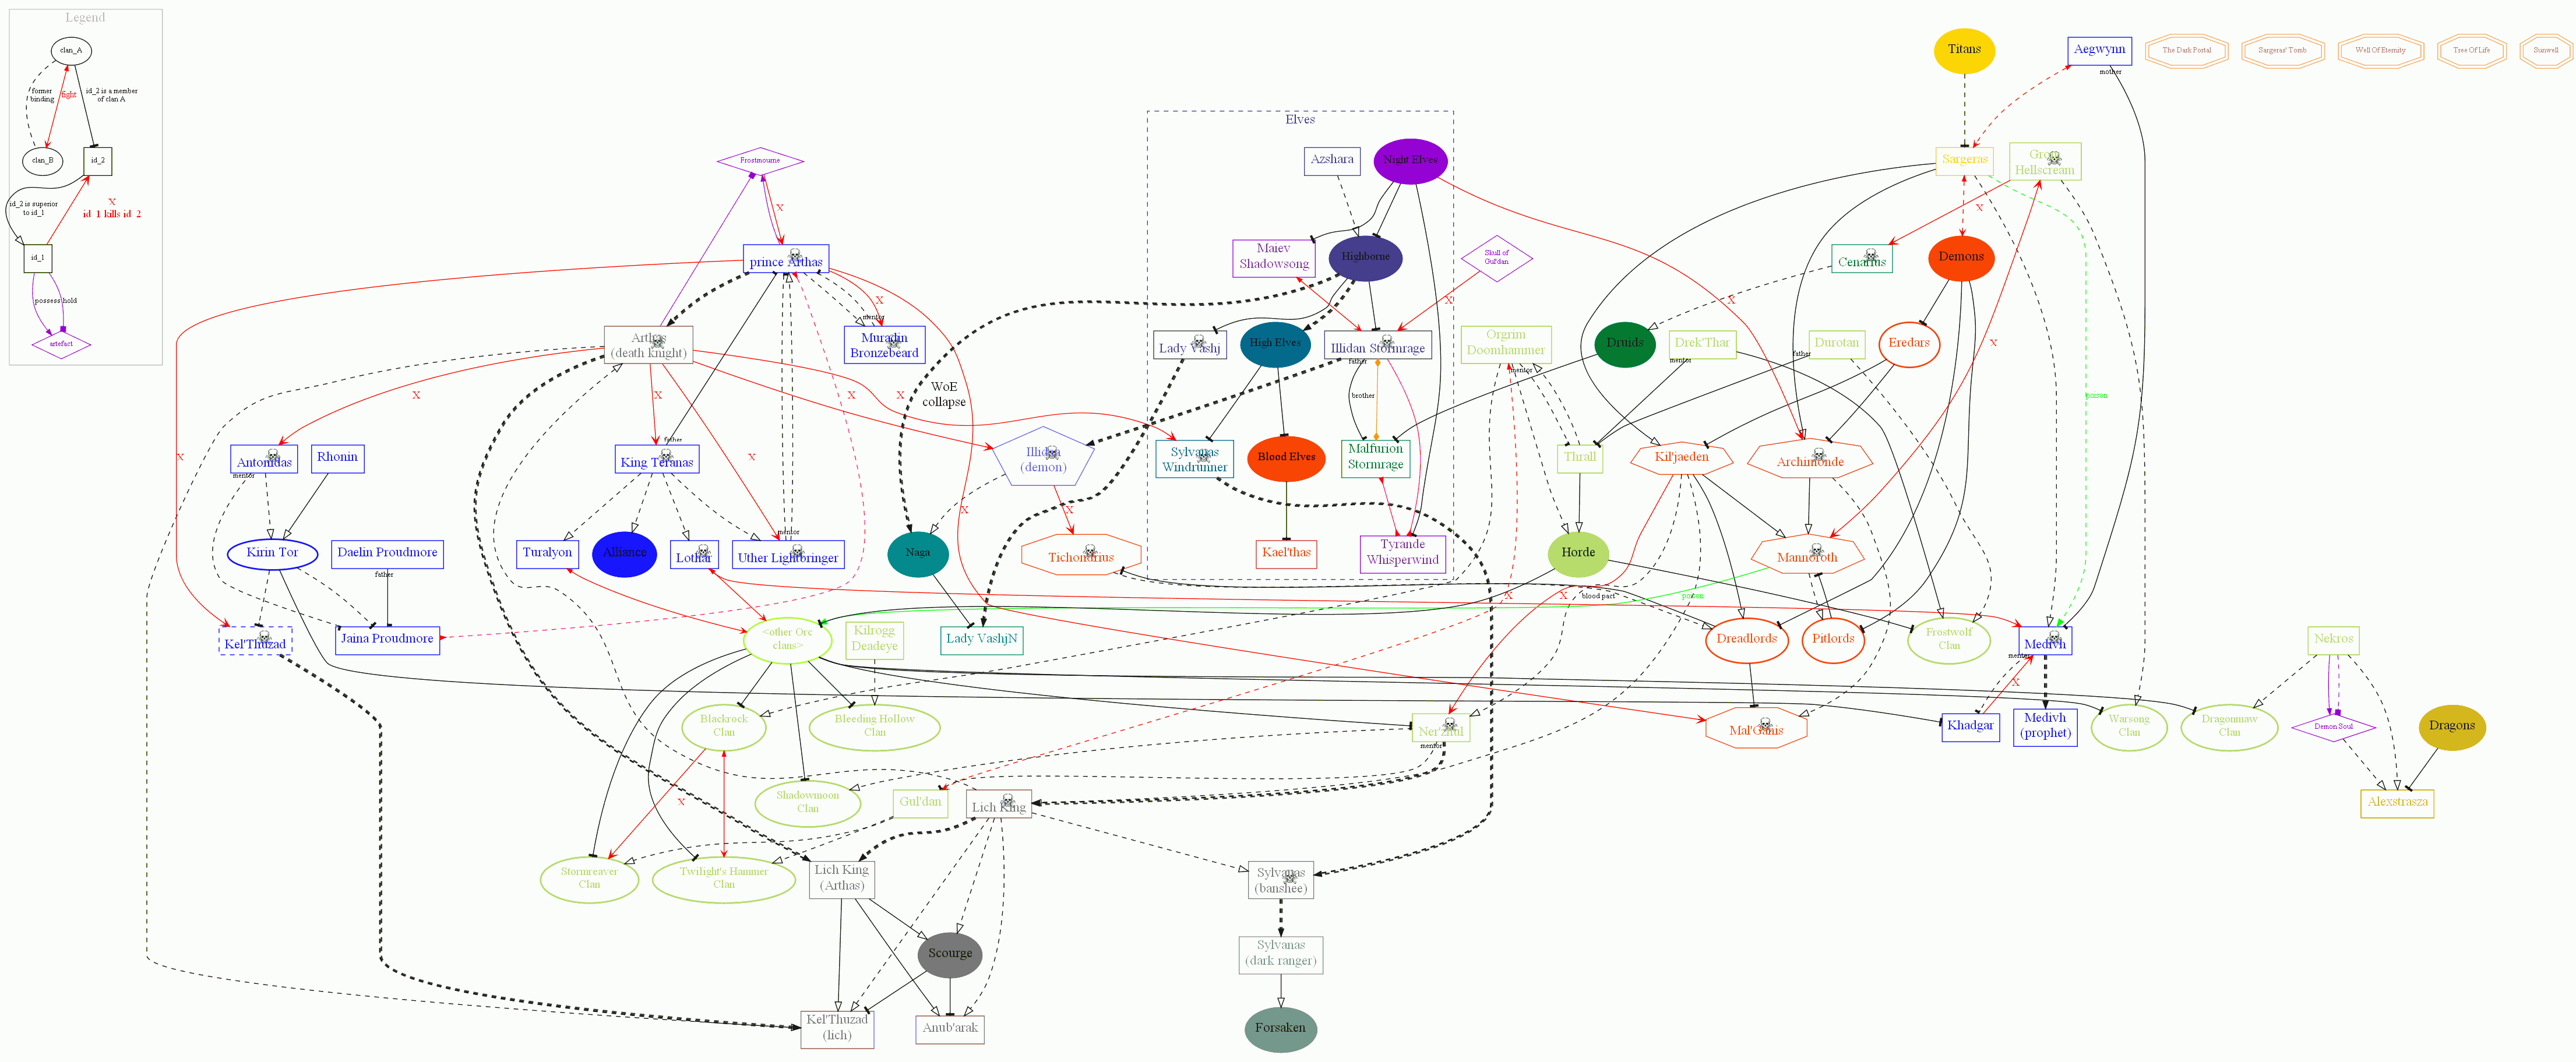 Legend
clan_A
former
binding
fight
id_2 is a member
of clan A
clan_B
id_2
id_2 is superior
to id_1
X
id_1 kills id_2
id_1
possess
hold
artefact
Titans
Aegwynn
mother
The Dark Portal
Sargeras' Tomb
Well Of Eternity
Tree Of Life
Sunwell
Elves
Frostmourne
X
Azshara
Night Elves
Sargeras
Grom
Hellscream
X
prince Arthas
Maiev
Shadowsong
Highborne
Skull of
Gul'dan
Cenarius
Demons
X
X
X
Arthas
(death knight)
mentor
Muradin
Bronzebeard
Lady Vashj
High Elves
Illidan Stormrage
father
Orgrim
Doomhammer
mentor
Druids
Drek'Thar
mentor
Durotan
father
Eredars
X
WoE
collapse
X
X
X
X
brother
poison
Antonidas
mentor
Rhonin
father
King Teranas
Illidan
(demon)
Sylvanas
Windrunner
Blood Elves
Malfurion
Stormrage
Thrall
Kil'jaeden
Archimonde
X
X
X
X
Kirin Tor
Daelin Proudmore
father
Turalyon
Alliance
Lothar
mentor
Uther Lightbringer
Naga
Tichondrius
Kael'thas
Tyrande
Whisperwind
Horde
Mannoroth
X
X
blood part
poison
poison
Kel'Thuzad
Jaina Proudmore
<other Orc
clans>
Kilrogg
Deadeye
Lady VashjN
Dreadlords
Pitlords
Frostwolf
Clan
Medivh
mentor
Nekros
X
Blackrock
Clan
Bleeding Hollow
Clan
Ner'zhul
mentor
Mal'Ganis
Khadgar
Medivh
(prophet)
Warsong
Clan
Dragonmaw
Clan
Demon Soul
Dragons
X
Shadowmoon
Clan
Gul'dan
Lich King
Alexstrasza
Stormreaver
Clan
Twilight's Hammer
Clan
Lich King
(Arthas)
Sylvanas
(banshee)
Scourge
Sylvanas
(dark ranger)
Kel'Thuzad
(lich)
Anub'arak
Forsaken